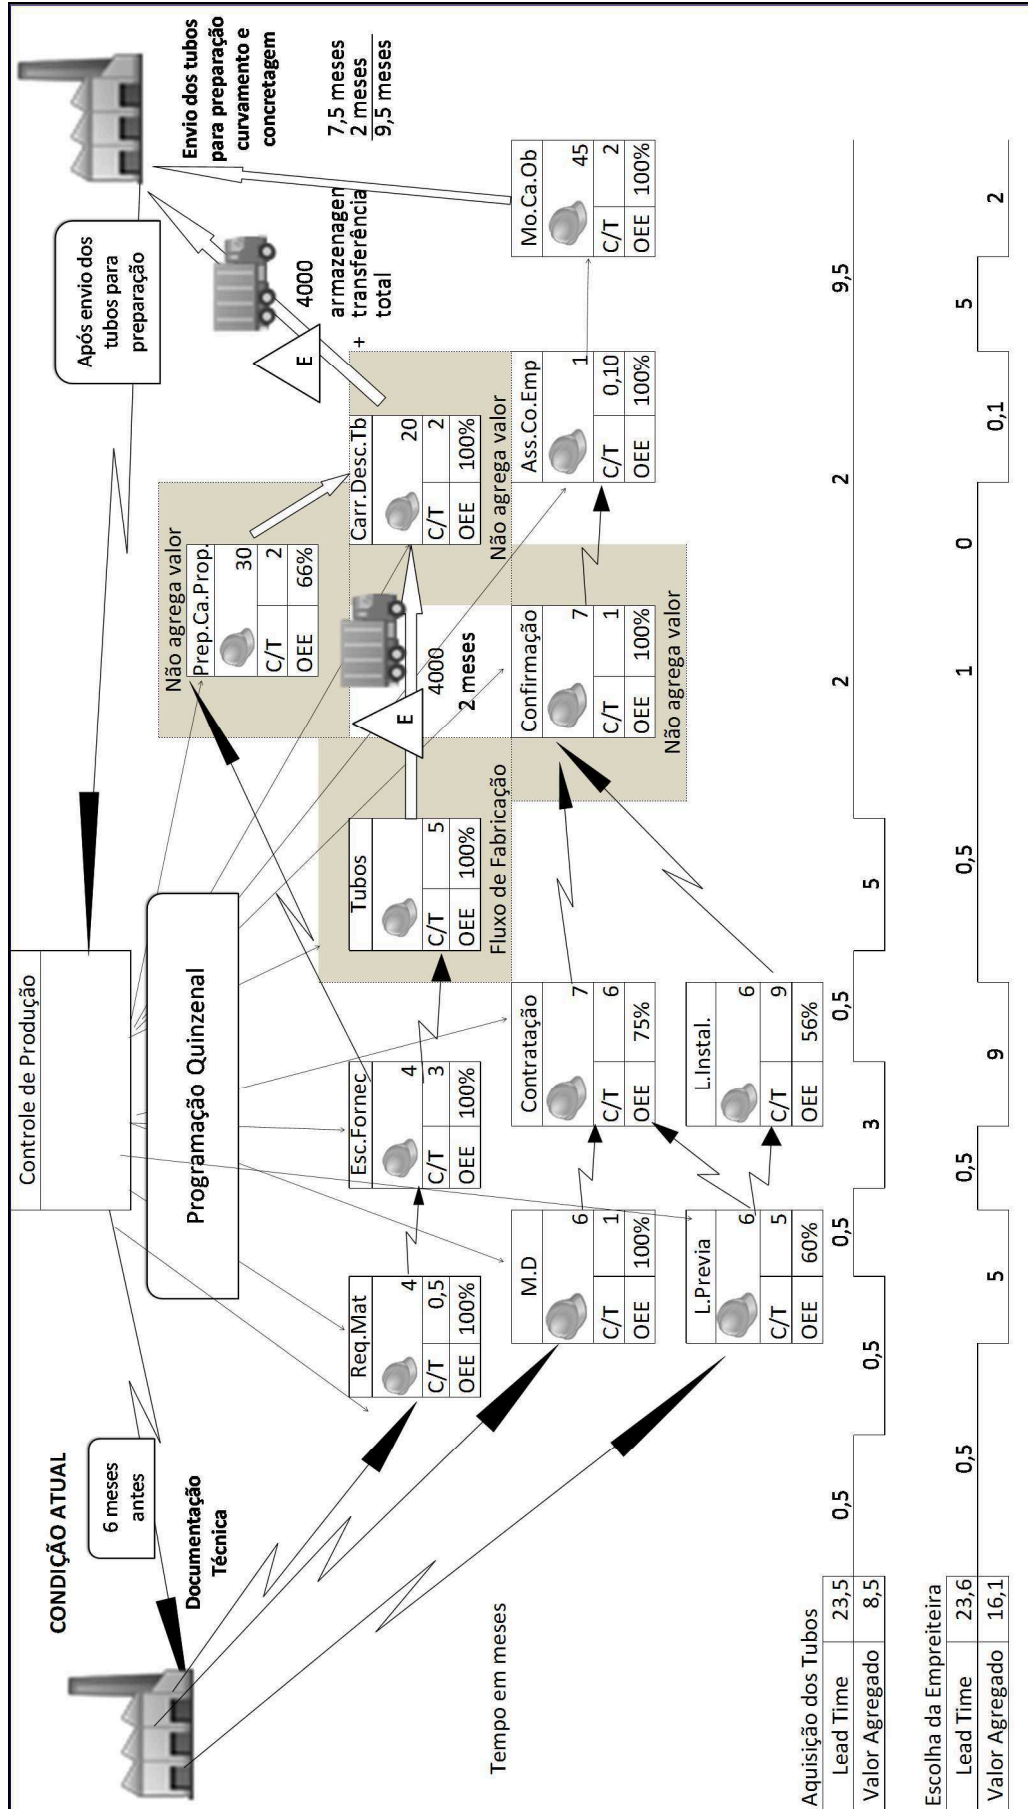 CONDIÇÃO ATUAL
6 meses
antes
Documentação
Técnica
Controle de Produção
Programação Quinzenal
Após envio dos
tubos para
preparação
Envio dos tubos
para preparação
curvamento e
concretagem
Não agrega valor
Prep.Ca.Prop.
30
C/T
2
OEE
66%
E
4000
armazenagen
7,5 meses
+
transferência
2 meses
total
9,5 meses
Req.Mat
4
C/T
0,5
OEE
100%
Esc.Fornec
4
C/T
3
OEE
100%
Tubos
5
C/T
OEE
100%
Fluxo de Fabricação
E
4000
2 meses
Carr.Desc.Tb
20
C/T
2
OEE
100%
Não agrega valor
M.D
6
C/T
1
OEE
100%
Contratação
7
C/T
6
OEE
75%
Confirmação
7
C/T
1
OEE
100%
Não agrega valor
Ass.Co.Emp
1
C/T
0,10
OEE
100%
Mo.Ca.Ob
45
C/T
2
OEE
100%
L.Previa
6
C/T
5
OEE
60%
L.Instal.
6
C/T
9
OEE
56%
Tempo em meses
Aquisição dos Tubos
Lead Time
23,5
Valor Agregado
8,5
0,5
0,5
0,5
3
0,5
5
2
2
9,5
Escolha da Empreiteira
Lead Time
23,6
Valor Agregado
16,1
0,5
5
0,5
9
0,5
1
0
0,1
5
2